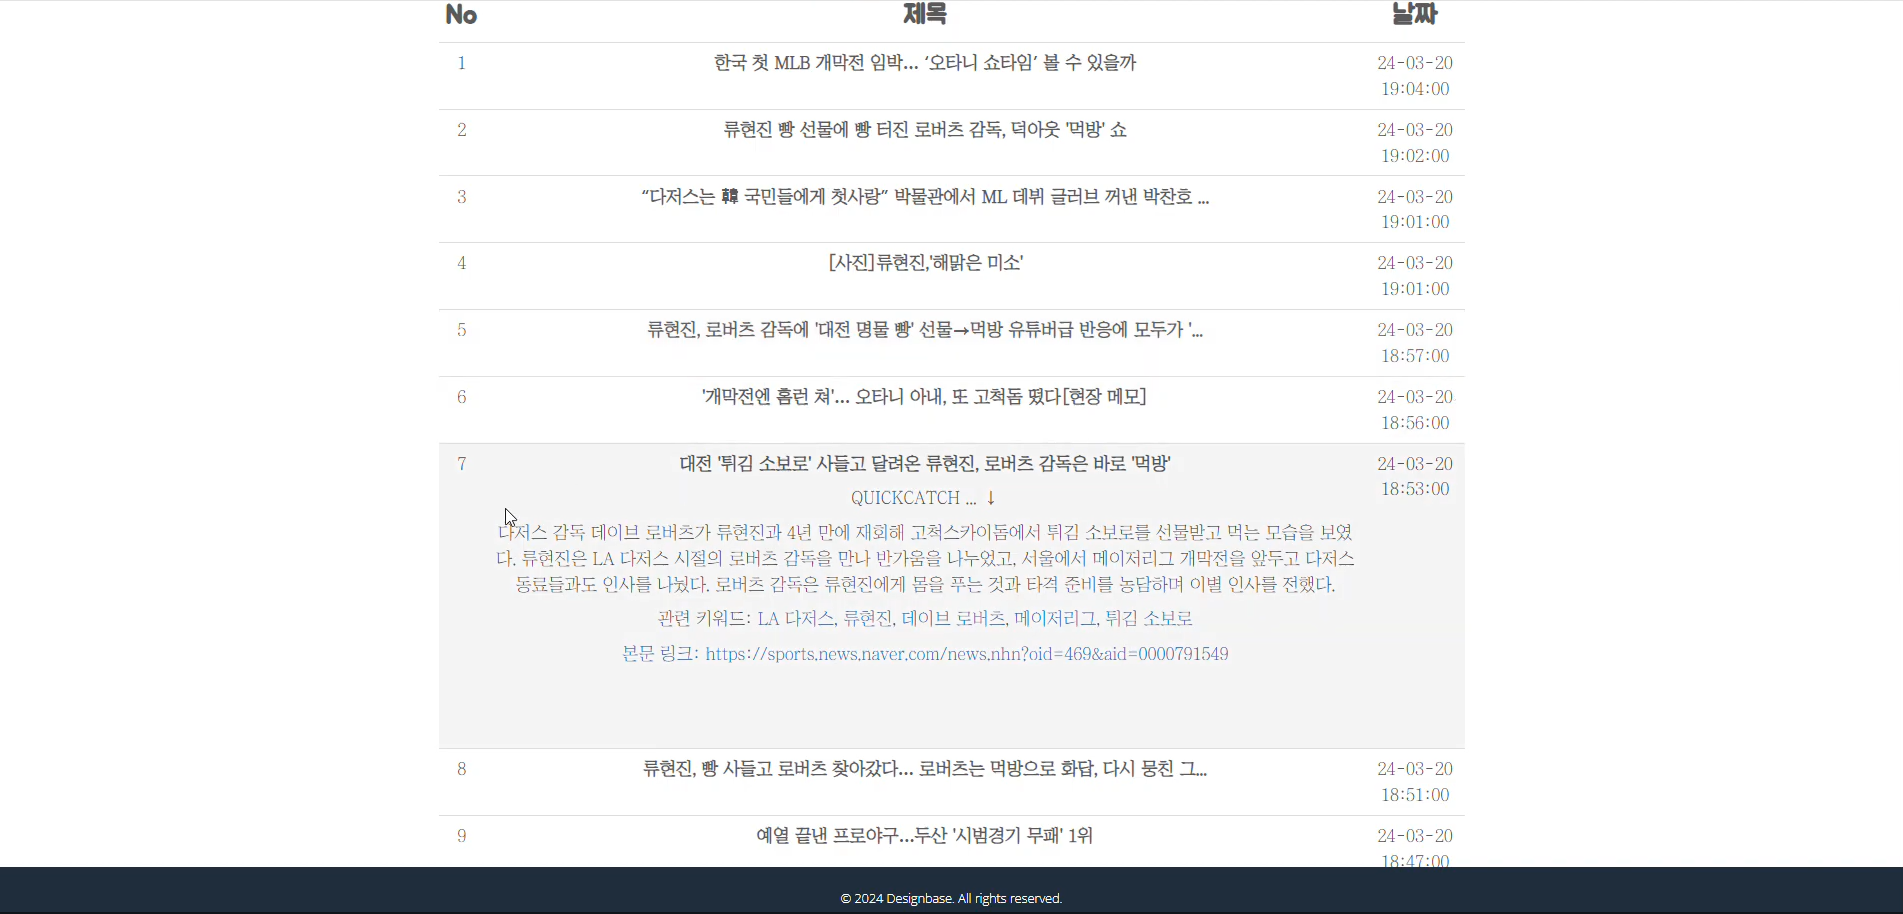 No 제목 날짜
1 한국 첫 MLB 개막전 임박... ‘오타니 쇼타임’ 볼 수 있을까 24-03-20
19:04:00
2 류현진 빵 선물에 빵 터진 로버츠 감독, 덕아웃 '먹방' 쇼 24-03-20
19:02:00
3 “다저스는 韓 국민들에게 첫사랑” 박물관에서 ML 데뷔 글러브 꺼낸 박찬호 ... 24-03-20
19:01:00
4 [사진]류현진,'해맑은 미소' 24-03-20
19:01:00
5 류현진, 로버츠 감독에 '대전 명물 빵' 선물→먹방 유튜버급 반응에 모두가 '... 24-03-20
18:57:00
6 '개막전엔 홈런 쳐'... 오타니 아내, 또 고척돔 떴다[현장 메모] 24-03-20
18:56:00
7 대전 '튀김 소보로' 사들고 달려온 류현진, 로버츠 감독은 바로 '먹방' 24-03-20
QUICKCATCH ... ↓ 18:53:00
다저스 감독 데이브 로버츠가 류현진과 4년 만에 재회해 고척스카이돔에서 튀김 소보로를 선물받고 먹는 모습을 보였
다. 류현진은 LA 다저스 시절의 로버츠 감독을 만나 반가움을 나누었고, 서울에서 메이저리그 개막전을 앞두고 다저스
동료들과도 인사를 나눴다. 로버츠 감독은 류현진에게 몸을 푸는 것과 타격 준비를 농담하며 이별 인사를 전했다.
관련 키워드: LA 다저스, 류현진, 데이브 로버츠, 메이저리그, 튀김 소보로
본문 링크: https://sports.news.naver.com/news.nhn?oid=469&aid=0000791549
8 류현진, 빵 사들고 로버츠 찾아갔다... 로버츠는 먹방으로 화답, 다시 뭉친 그... 24-03-20
18:51:00
9 예열 끝낸 프로야구...두산 '시범경기 무패' 1위 24-03-20
18:47:00
© 2024 Designbase. All rights reserved.